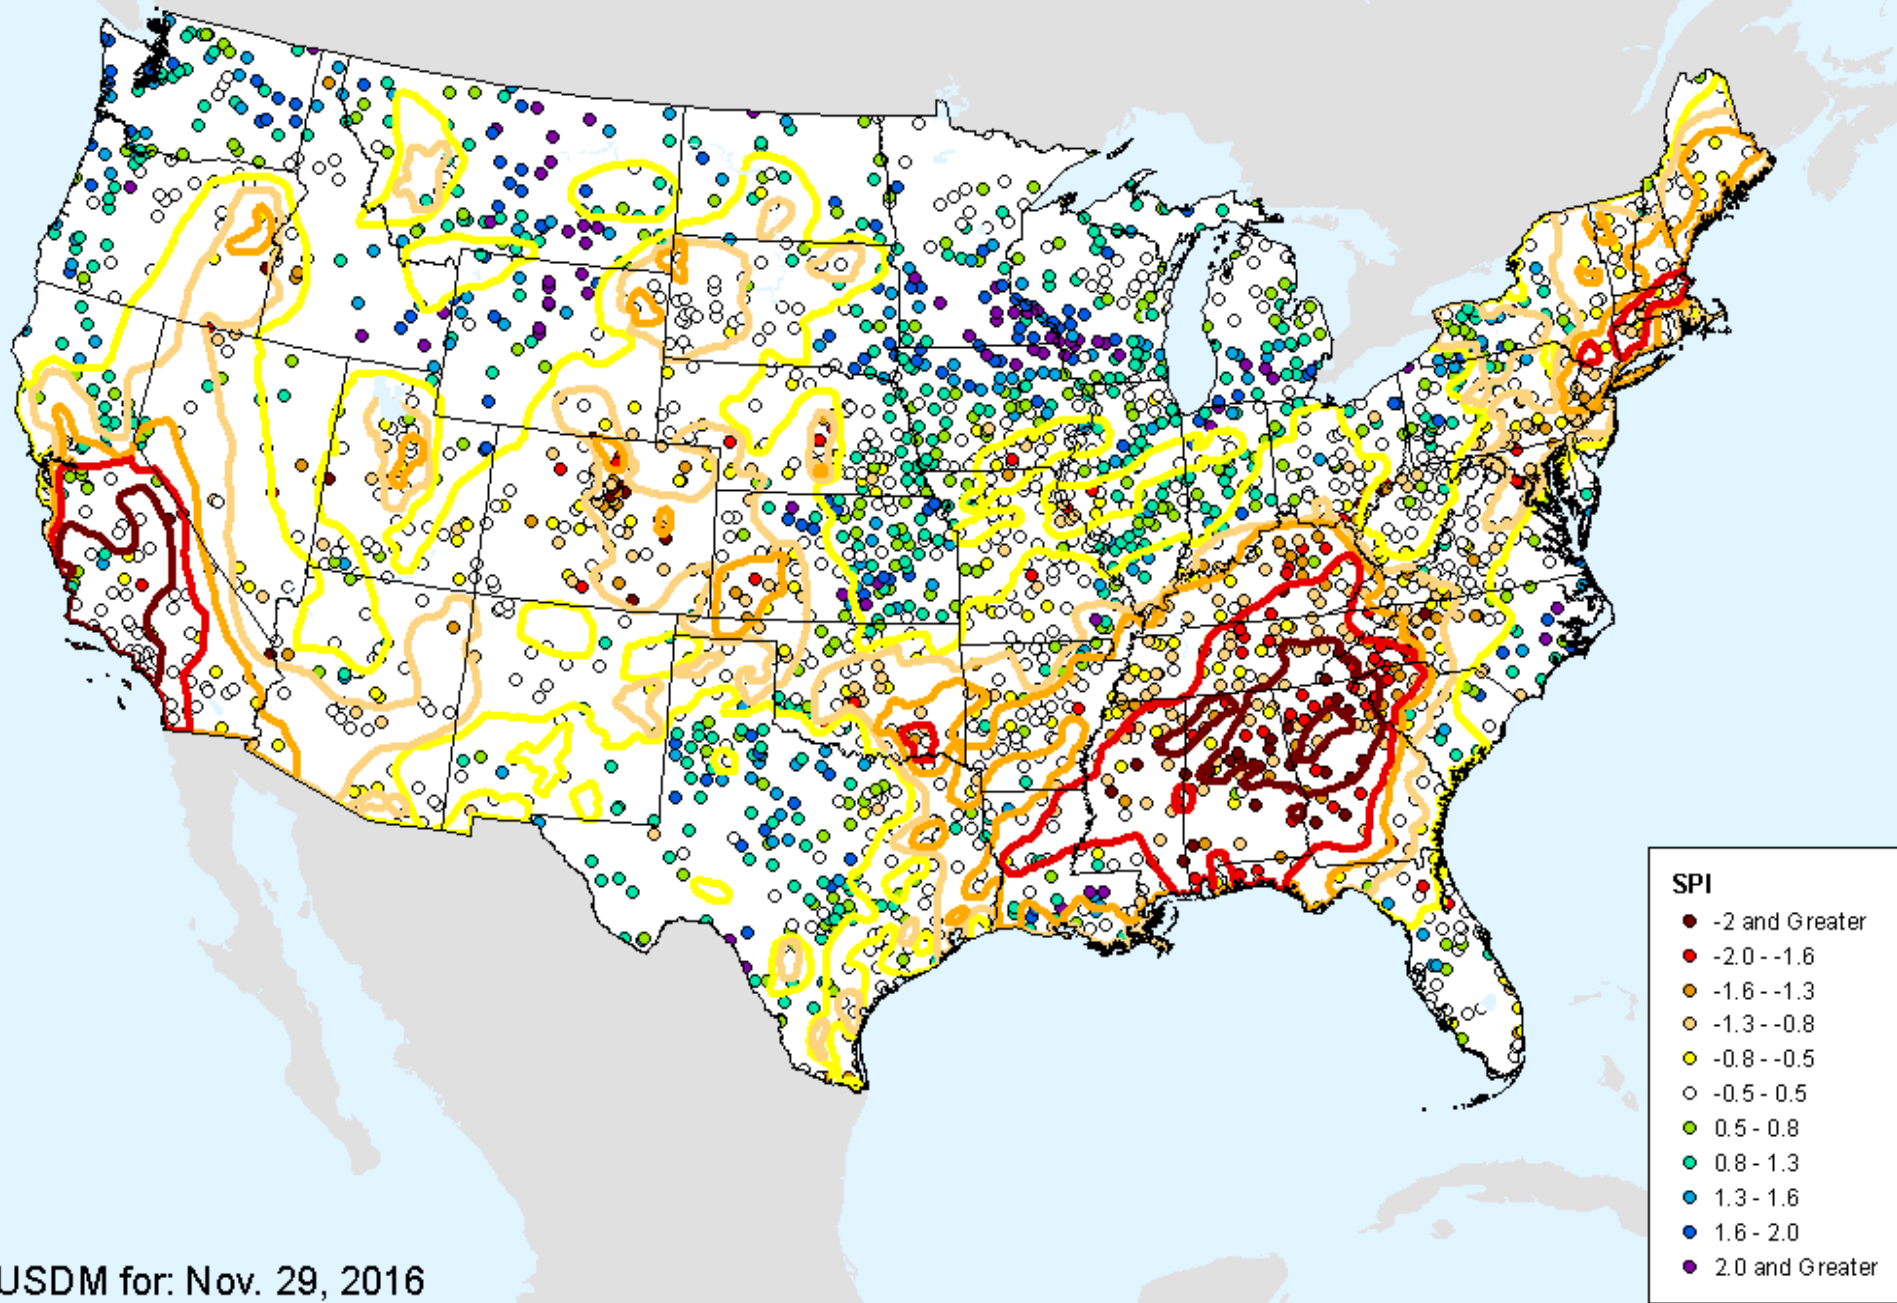 SPI
-2 and Greater
-2.0 - -1.6
-1.6 - -1.3
-1.3 - -0.8
-0.8 - -0.5
-0.5 - 0.5
0.5 - 0.8
0.8 - 1.3
1.3 - 1.6
1.6 - 2.0
2.0 and Greater
USDM for: Nov. 29, 2016